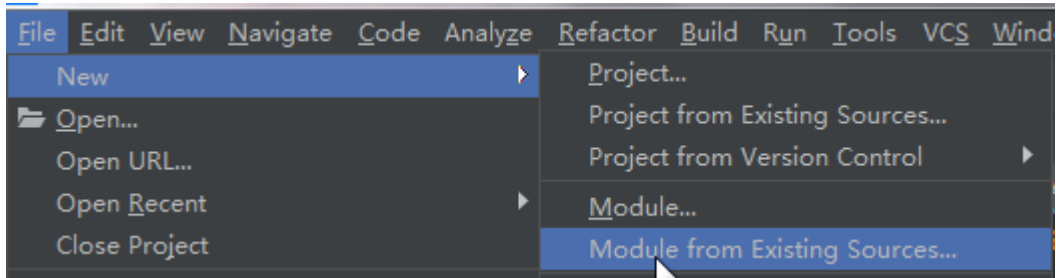 File Edit View Navigate Code Analyze Refactor Build Run Tools VCS Wind
New
Open...
Open URL...
Open Recent
Close Project
Project...
Project from Existing Sources...
Project from Version Control
Module...
Module from Existing Sources...